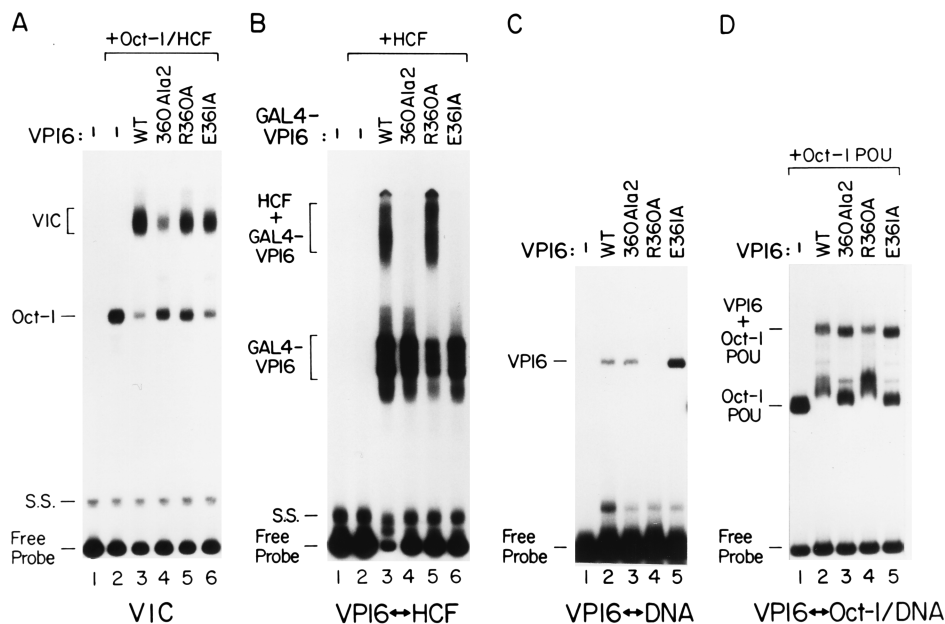 A
+Oct-1/HCF
VP16: - - WT 360Ala2 R360A E361A
VIC
Oct-1
S.S.
Free
Probe
1 2 3 4 5 6
VIC
B
+HCF
GAL4-
VP16: - - WT 360Ala2 R360A E361A
HCF
+
GAL4-
VP16
GAL4-
VP16
S.S.
Free
Probe
1 2 3 4 5 6
VP16↔HCF
C
VP16: - WT 360Ala2 R360A E361A
VP16
Free
Probe
1 2 3 4 5
VP16↔DNA
D
+Oct-1 POU
VP16: - WT 360Ala2 R360A E361A
VP16
+
Oct-1
POU
Oct-1
POU
Free
Probe
1 2 3 4 5
VP16↔Oct-1/DNA